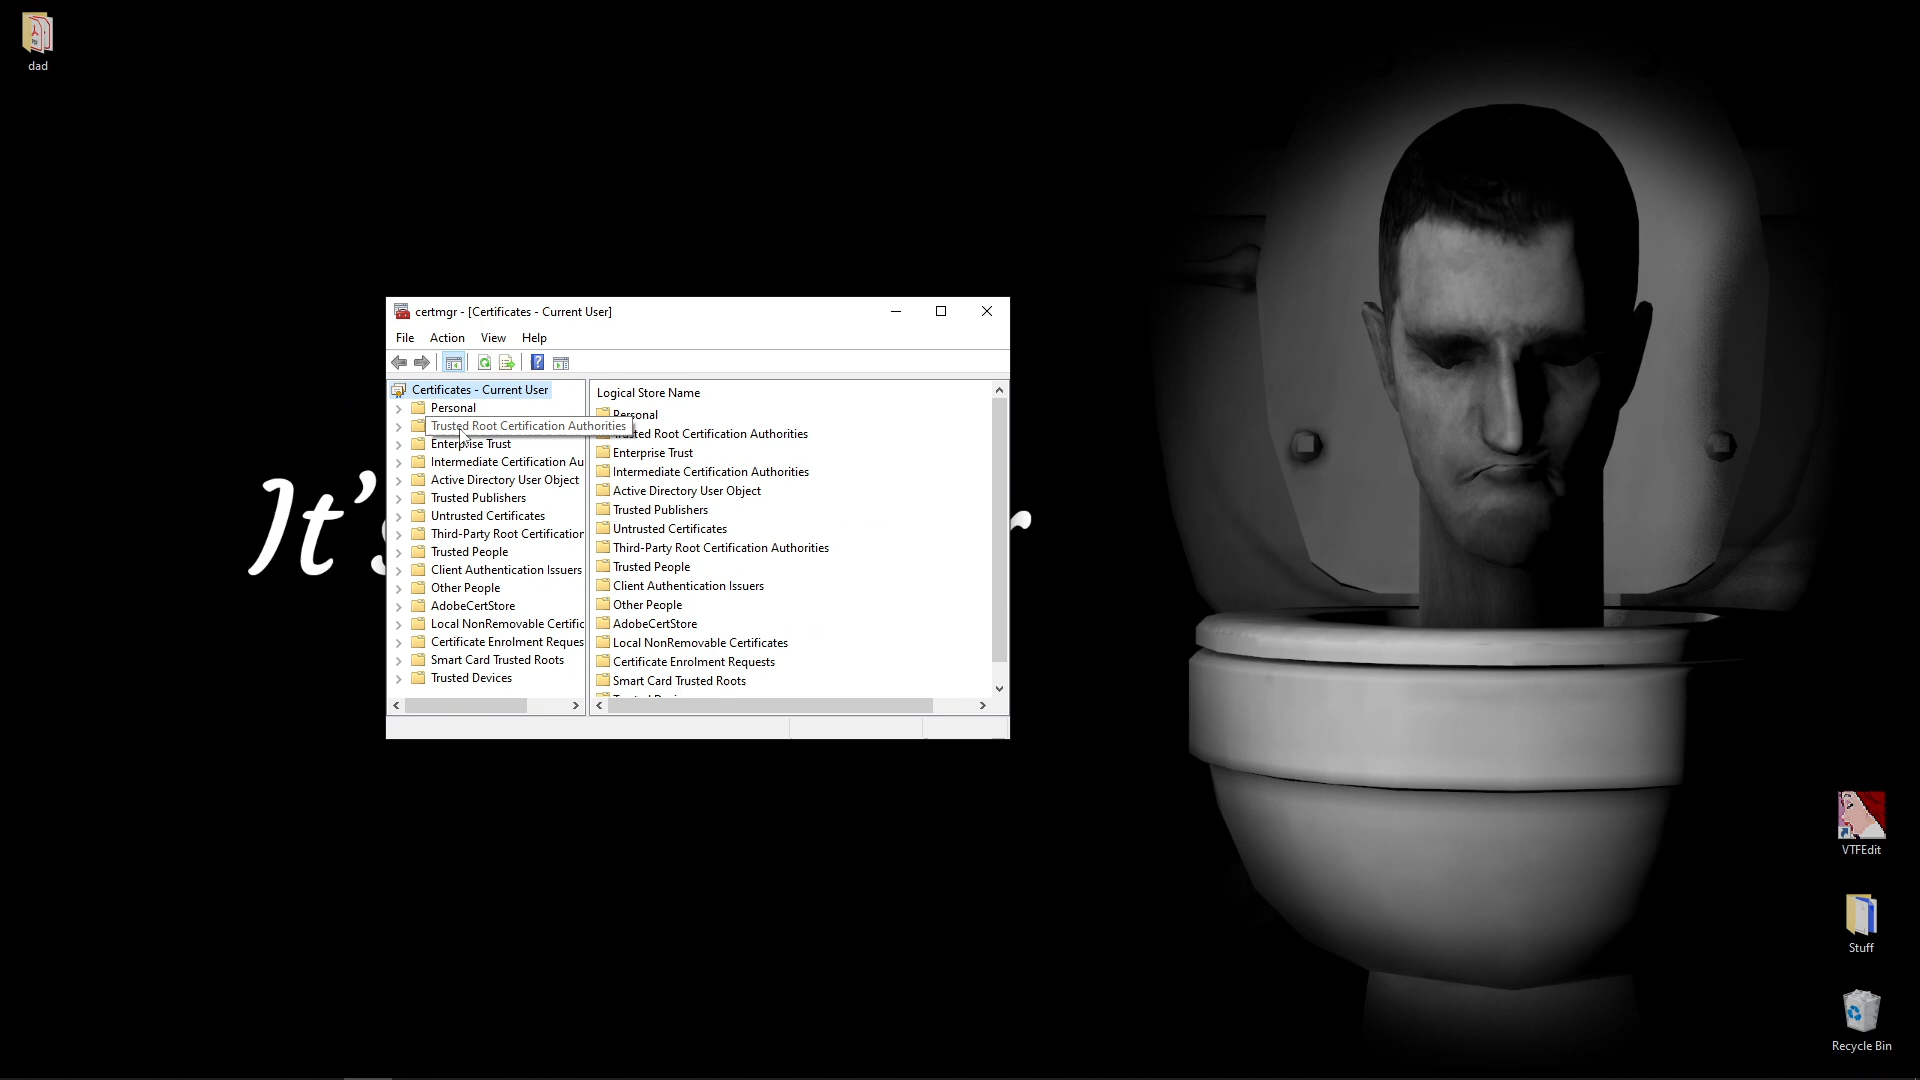 dad
It's
certmgr - [Certificates - Current User]
File Action View Help
Certificates - Current User
Personal
Trusted Root Certification Authorities
Enterprise Trust
Intermediate Certification Au
Active Directory User Object
Trusted Publishers
Untrusted Certificates
Third-Party Root Certification
Trusted People
Client Authentication Issuers
Other People
AdobeCertStore
Local NonRemovable Certific
Certificate Enrolment Reques
Smart Card Trusted Roots
Trusted Devices
Logical Store Name
Personal
Trusted Root Certification Authorities
Enterprise Trust
Intermediate Certification Authorities
Active Directory User Object
Trusted Publishers
Untrusted Certificates
Third-Party Root Certification Authorities
Trusted People
Client Authentication Issuers
Other People
AdobeCertStore
Local NonRemovable Certificates
Certificate Enrolment Requests
Smart Card Trusted Roots
VTFEdit
Stuff
Recycle Bin